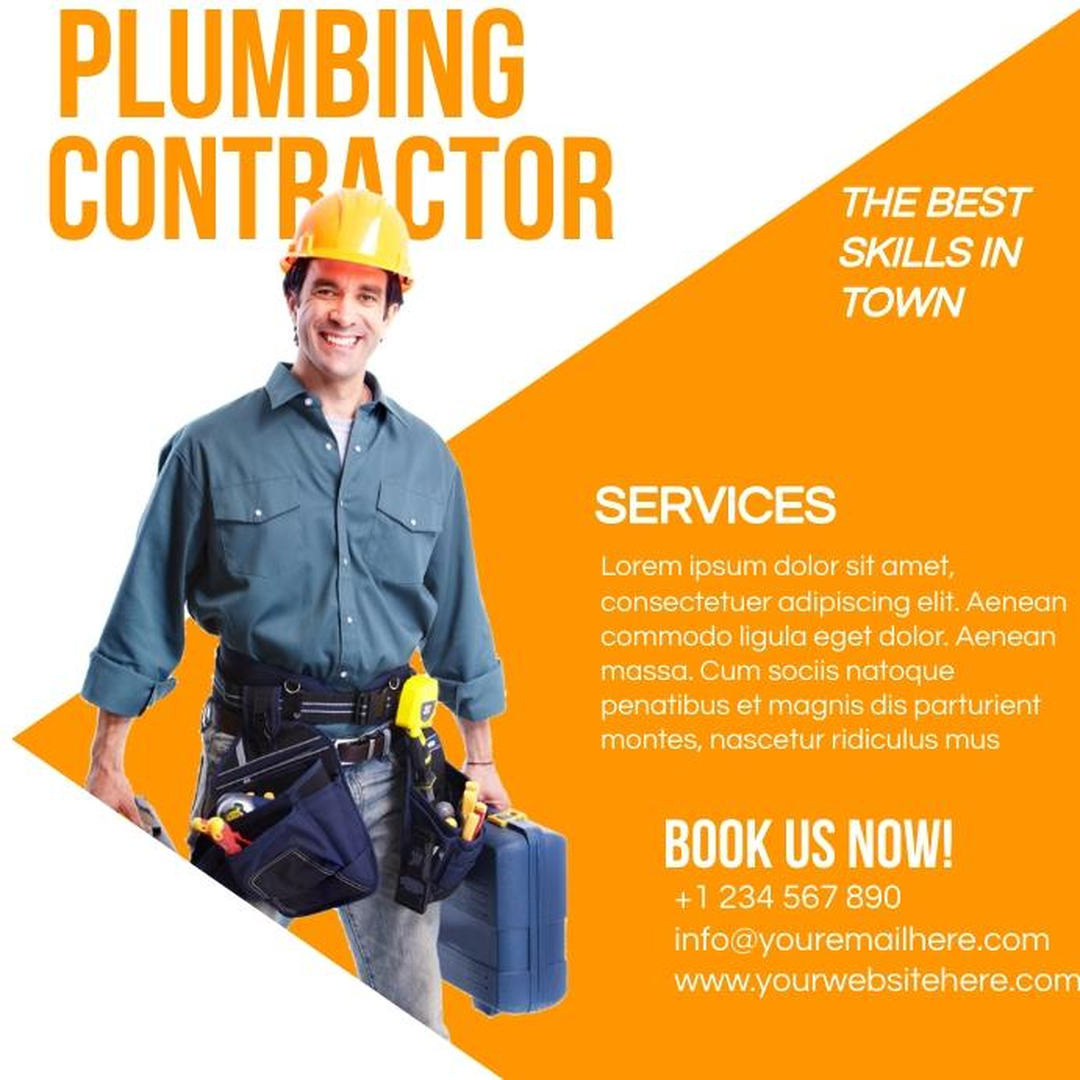 PLUMBING
CONTRACTOR
THE BEST
SKILLS IN
TOWN
SERVICES
Lorem ipsum dolor sit amet,
consectetuer adipiscing elit. Aenean
commodo ligula eget dolor. Aenean
massa. Cum sociis natoque
penatibus et magnis dis parturient
montes, nascetur ridiculus mus
BOOK US NOW!
+1 234 567 890
info@youremailhere.com
www.yourwebsitehere.com